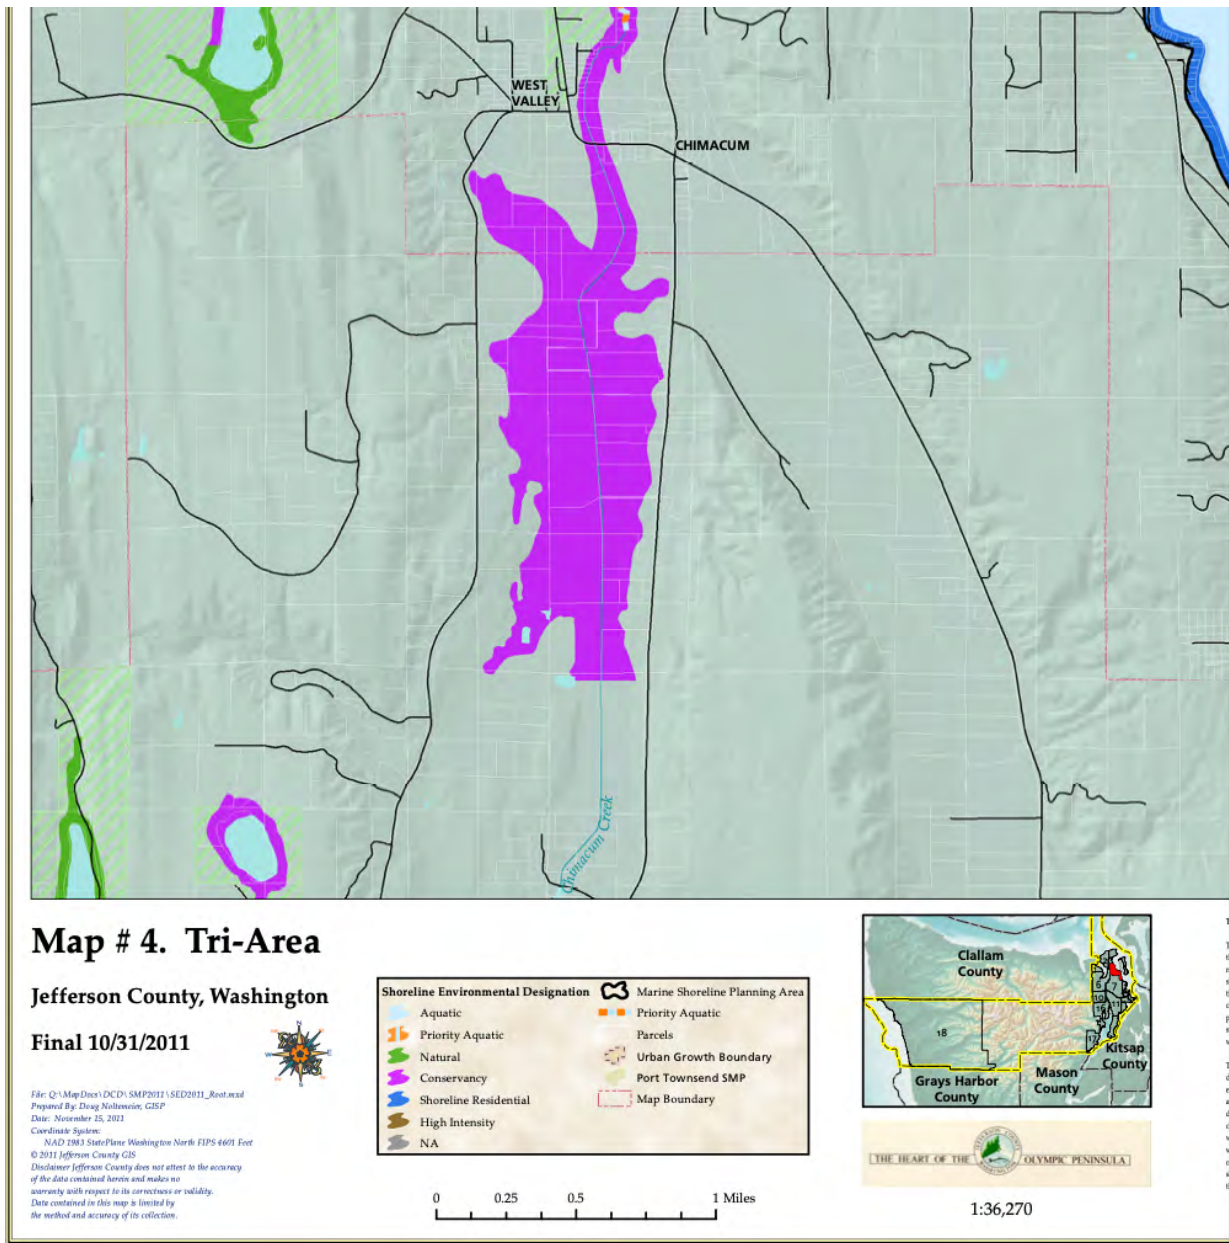 WEST
VALLEY
CHIMACUM
Chimacum Creek
Map # 4. Tri-Area
Jefferson County, Washington
Final 10/31/2011
File: Q:\MapDocs\DCD\SMP2011\SED2011_Root.mxd
Prepared By: Doug Noltemeier, GISP
Date: November 15, 2011
Coordinate System:
NAD 1983 StatePlane Washington North FIPS 4601 Feet
© 2011 Jefferson County GIS
Disclaimer Jefferson County does not attest to the accuracy
of the data contained herein and makes no
warranty with respect to its correctness or validity.
Data contained in this map is limited by
the method and accuracy of its collection.
Shoreline Environmental Designation
Aquatic
Priority Aquatic
Natural
Conservancy
Shoreline Residential
High Intensity
NA
Marine Shoreline Planning Area
Priority Aquatic
Parcels
Urban Growth Boundary
Port Townsend SMP
Map Boundary
0 0.25 0.5 1 Miles
Clallam
County
6 7
10 11
16
18
17
Kitsap
County
Mason
County
Grays Harbor
County
THE HEART OF THE OLYMPIC PENINSULA
1:36,270